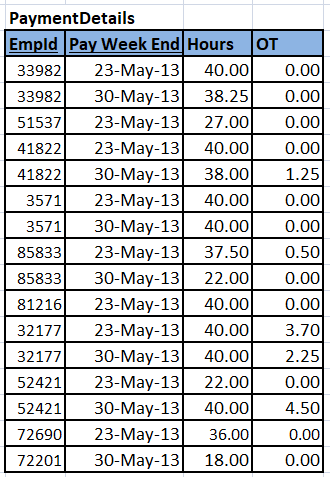 PaymentDetails
EmpId Pay Week End Hours OT
33982 23-May-13 40.00 0.00
33982 30-May-13 38.25 0.00
51537 23-May-13 27.00 0.00
41822 23-May-13 40.00 0.00
41822 30-May-13 38.00 1.25
3571 23-May-13 40.00 0.00
3571 30-May-13 40.00 0.00
85833 23-May-13 37.50 0.50
85833 30-May-13 22.00 0.00
81216 23-May-13 40.00 0.00
32177 23-May-13 40.00 3.70
32177 30-May-13 40.00 2.25
52421 23-May-13 22.00 0.00
52421 30-May-13 40.00 4.50
72690 23-May-13 36.00 0.00
72201 30-May-13 18.00 0.00